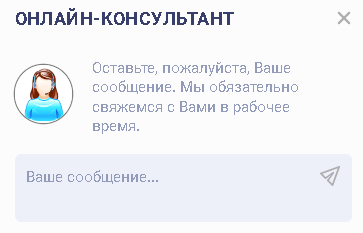 ОНЛАЙН-КОНСУЛЬТАНТ
Оставьте, пожалуйста, Ваше
сообщение. Мы обязательно
свяжемся с Вами в рабочее
время.
Ваше сообщение...